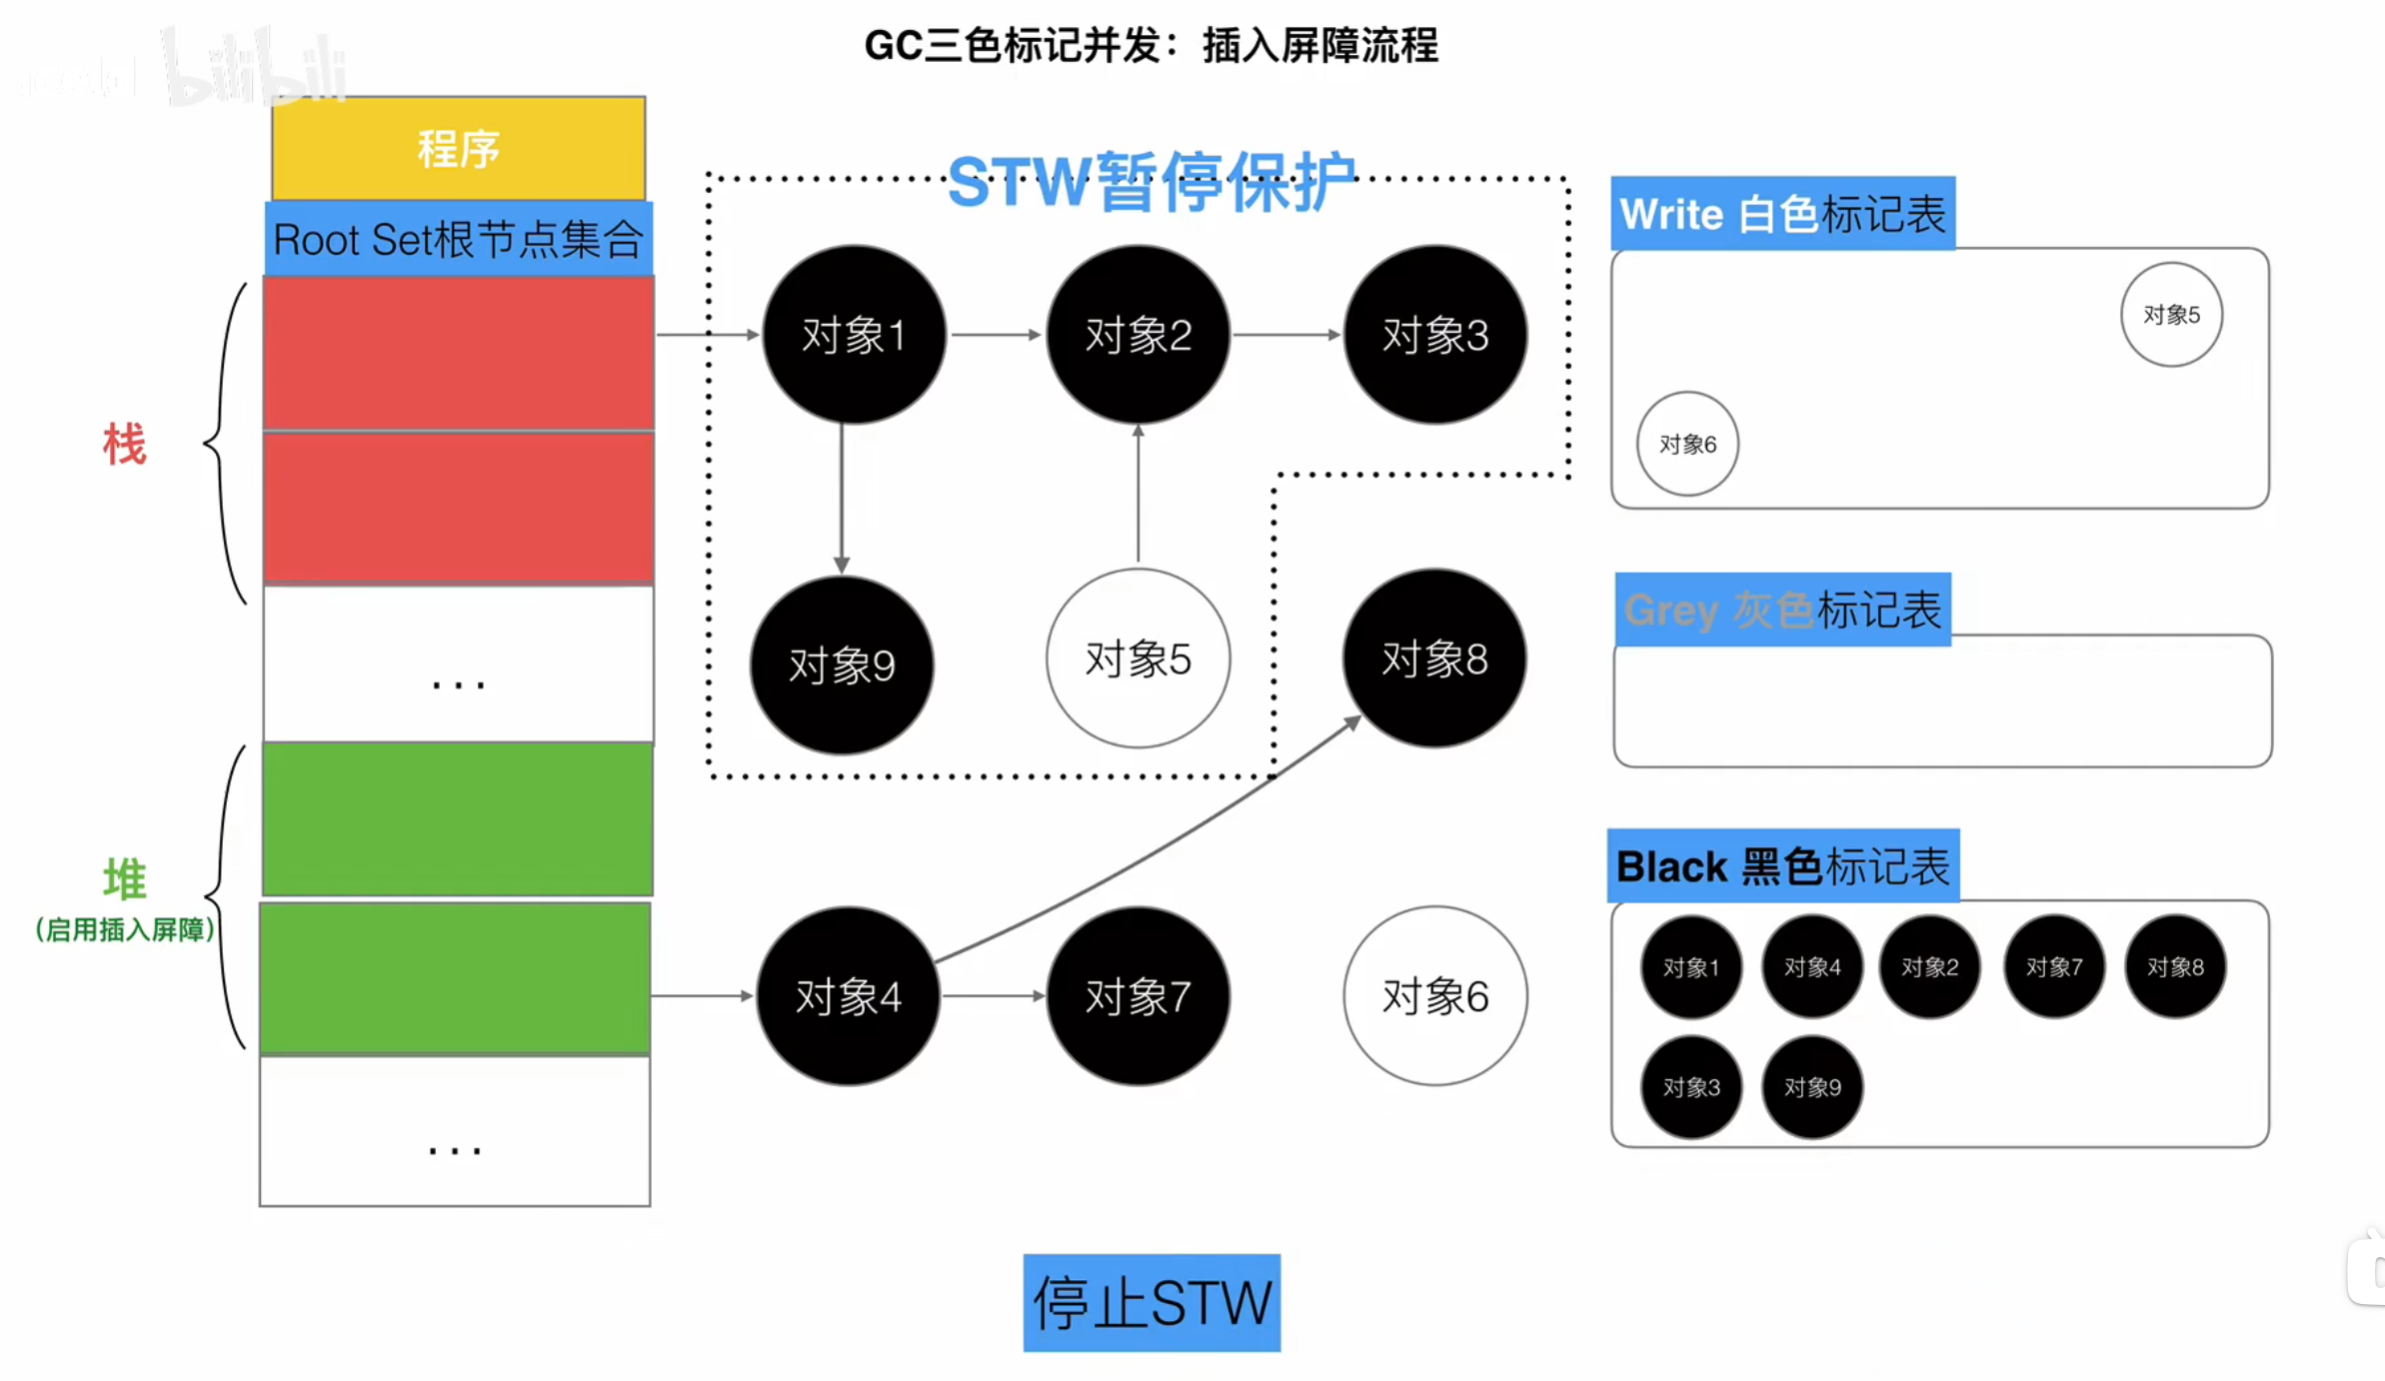 GC三色标记并发：插入屏障流程
bilibili
程序
Root Set根节点集合
栈
...
堆
（启用插入屏障）
...
STW暂停保护
对象1
对象2
对象3
对象9
对象5
对象8
对象4
对象7
对象6
Write 白色标记表
对象5
对象6
Grey 灰色标记表
Black 黑色标记表
对象1
对象4
对象2
对象7
对象8
对象3
对象9
停止STW